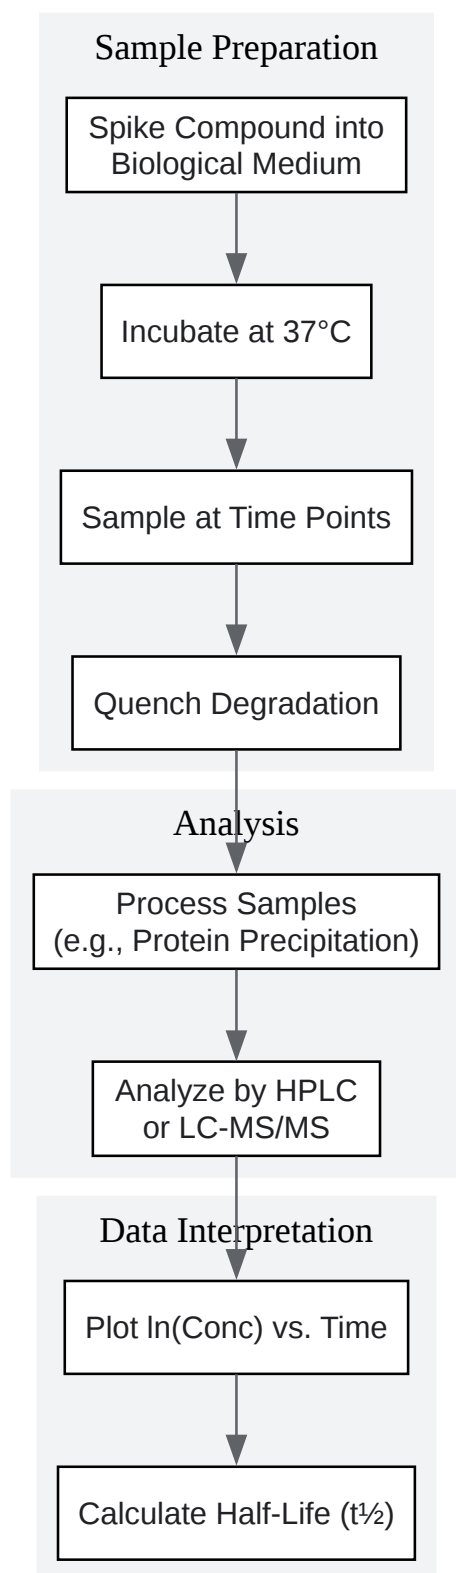 Sample Preparation
Spike Compound into
Biological Medium
Incubate at 37°C
Sample at Time Points
Quench Degradation
Analysis
Process Samples
(e.g., Protein Precipitation)
Analyze by HPLC
or LC-MS/MS
Data Interpretation
Plot ln(Conc) vs. Time
Calculate Half-Life (t½)